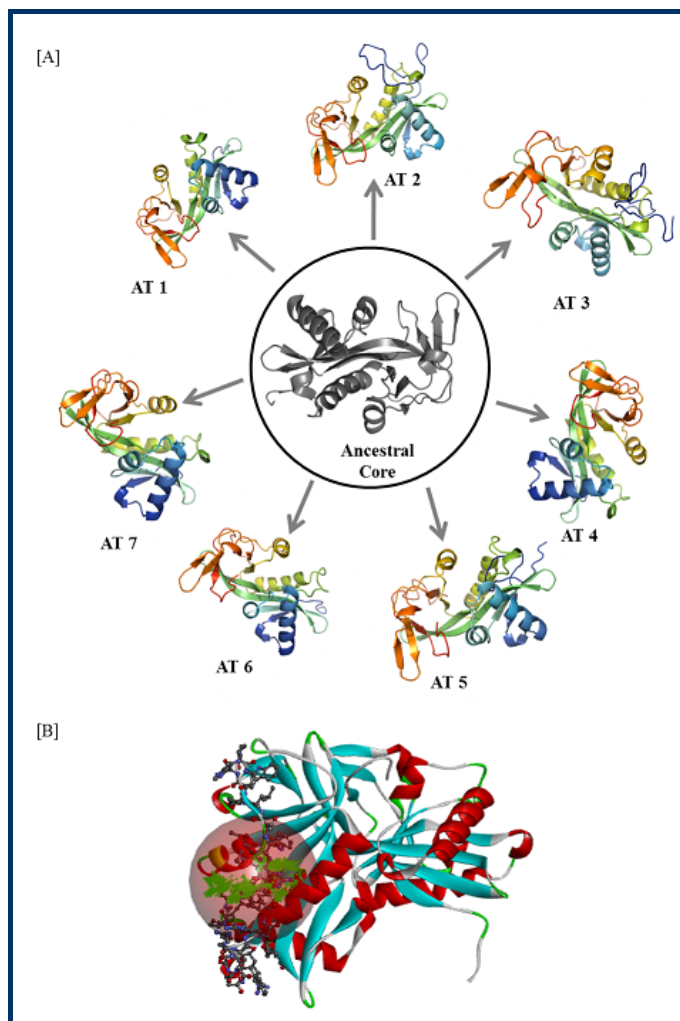 [A]
AT 2
AT 1
AT 3
Ancestral
Core
AT 7
AT 4
AT 6
AT 5
[B]